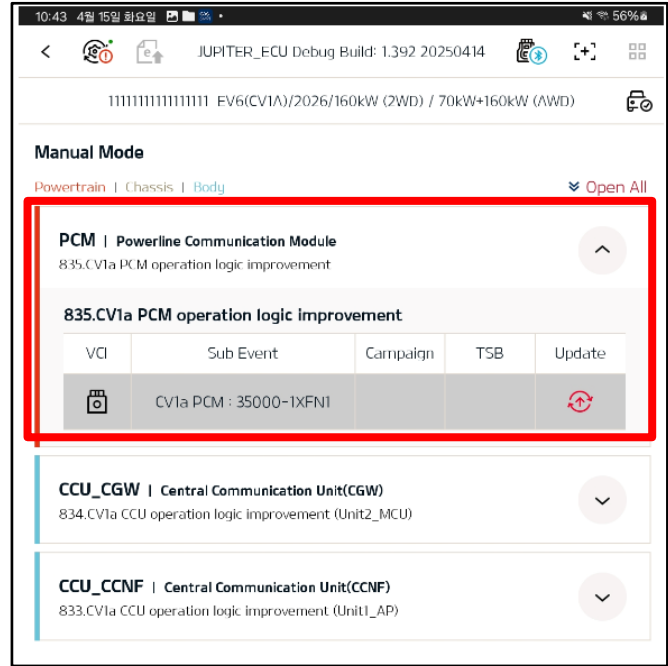 10:43 4월 15일 화요일
56%
JUPITER_ECU Debug Build: 1.392 20250414
11111111111111111 EV6(CV1A)/2026/160kW (2WD) / 70kW+160kW (AWD)
Manual Mode
Powertrain | Chassis | Body
Open All
PCM | Powerline Communication Module
835.CV1a PCM operation logic improvement
835.CV1a PCM operation logic improvement
VCI Sub Event Campaign TSB Update
CV1a PCM : 35000-1XFN1
CCU_CGW | Central Communication Unit(CGW)
834.CV1a CCU operation logic improvement (Unit2_MCU)
CCU_CCNF | Central Communication Unit(CCNF)
833.CV1a CCU operation logic improvement (Unit1_AP)